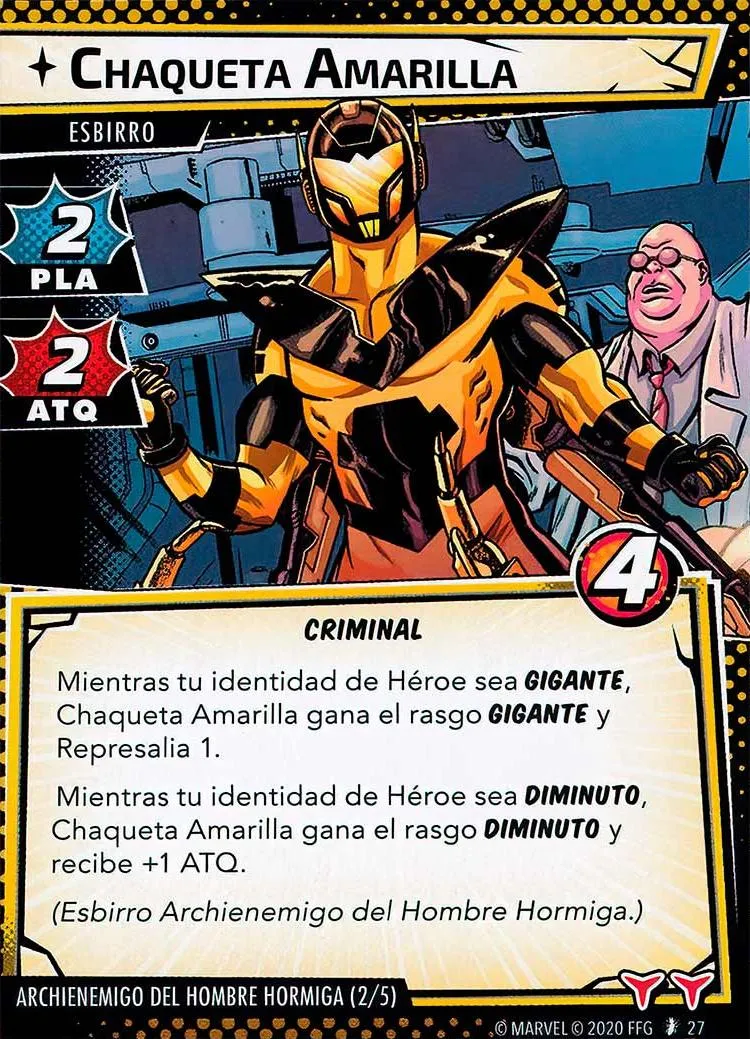 CHAQUETA AMARILLA
ESBIRRO
2
PLA
2
ATQ
4
CRIMINAL
Mientras tu identidad de Héroe sea GIGANTE,
Chaqueta Amarilla gana el rasgo GIGANTE y
Represalia 1.
Mientras tu identidad de Héroe sea DIMINUTO,
Chaqueta Amarilla gana el rasgo DIMINUTO y
recibe +1 ATQ.
(Esbirro Archienemigo del Hombre Hormiga.)
ARCHIENEMIGO DEL HOMBRE HORMIGA (2/5)
© MARVEL © 2020 FFG 27